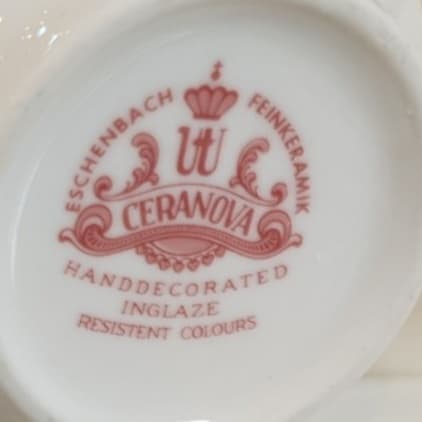 ESCHENBACH FEINKERAMIK
CERANOVA
HANDDECORATED
INGLAZE
RESISTENT COLOURS